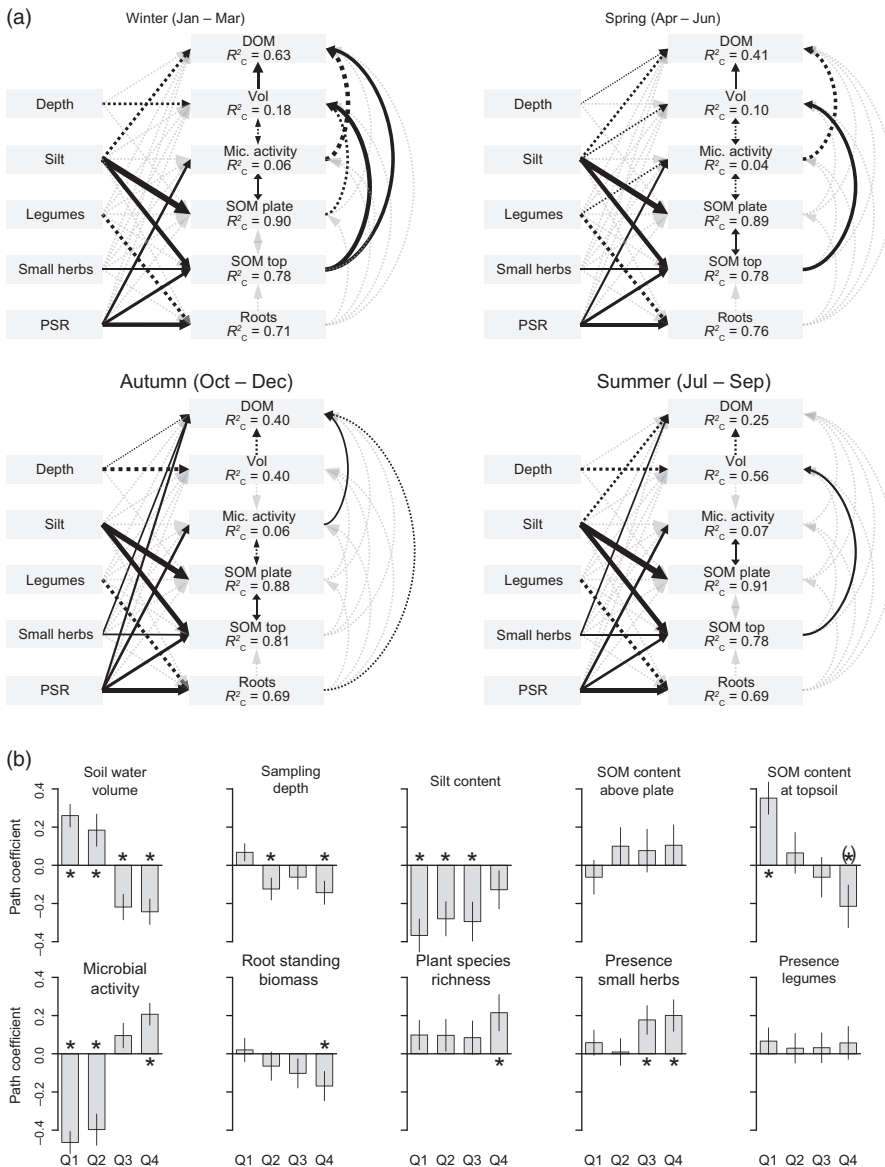 (a)
Winter (Jan – Mar)
DOM
R²C = 0.63
Depth
Vol
R²C = 0.18
Silt
Mic. activity
R²C = 0.06
Legumes
SOM plate
R²C = 0.90
Small herbs
SOM top
R²C = 0.78
PSR
Roots
R²C = 0.71
Spring (Apr – Jun)
DOM
R²C = 0.41
Depth
Vol
R²C = 0.10
Silt
Mic. activity
R²C = 0.04
Legumes
SOM plate
R²C = 0.89
Small herbs
SOM top
R²C = 0.78
PSR
Roots
R²C = 0.76
Autumn (Oct – Dec)
DOM
R²C = 0.40
Depth
Vol
R²C = 0.40
Silt
Mic. activity
R²C = 0.06
Legumes
SOM plate
R²C = 0.88
Small herbs
SOM top
R²C = 0.81
PSR
Roots
R²C = 0.69
Summer (Jul – Sep)
DOM
R²C = 0.25
Depth
Vol
R²C = 0.56
Silt
Mic. activity
R²C = 0.07
Legumes
SOM plate
R²C = 0.91
Small herbs
SOM top
R²C = 0.78
PSR
Roots
R²C = 0.69
(b)
Soil water
volume
Sampling
depth
Silt content
SOM content
above plate
SOM content
at topsoil
Path coefficient
0.4
0.2
0.0
−0.2
−0.4
* * * *
* *
* * *
* (*)
Microbial
activity
Root standing
biomass
Plant species
richness
Presence
small herbs
Presence
legumes
Path coefficient
0.4
0.2
0.0
−0.2
−0.4
* * *
*
*
* *
Q1 Q2 Q3 Q4
Q1 Q2 Q3 Q4
Q1 Q2 Q3 Q4
Q1 Q2 Q3 Q4
Q1 Q2 Q3 Q4